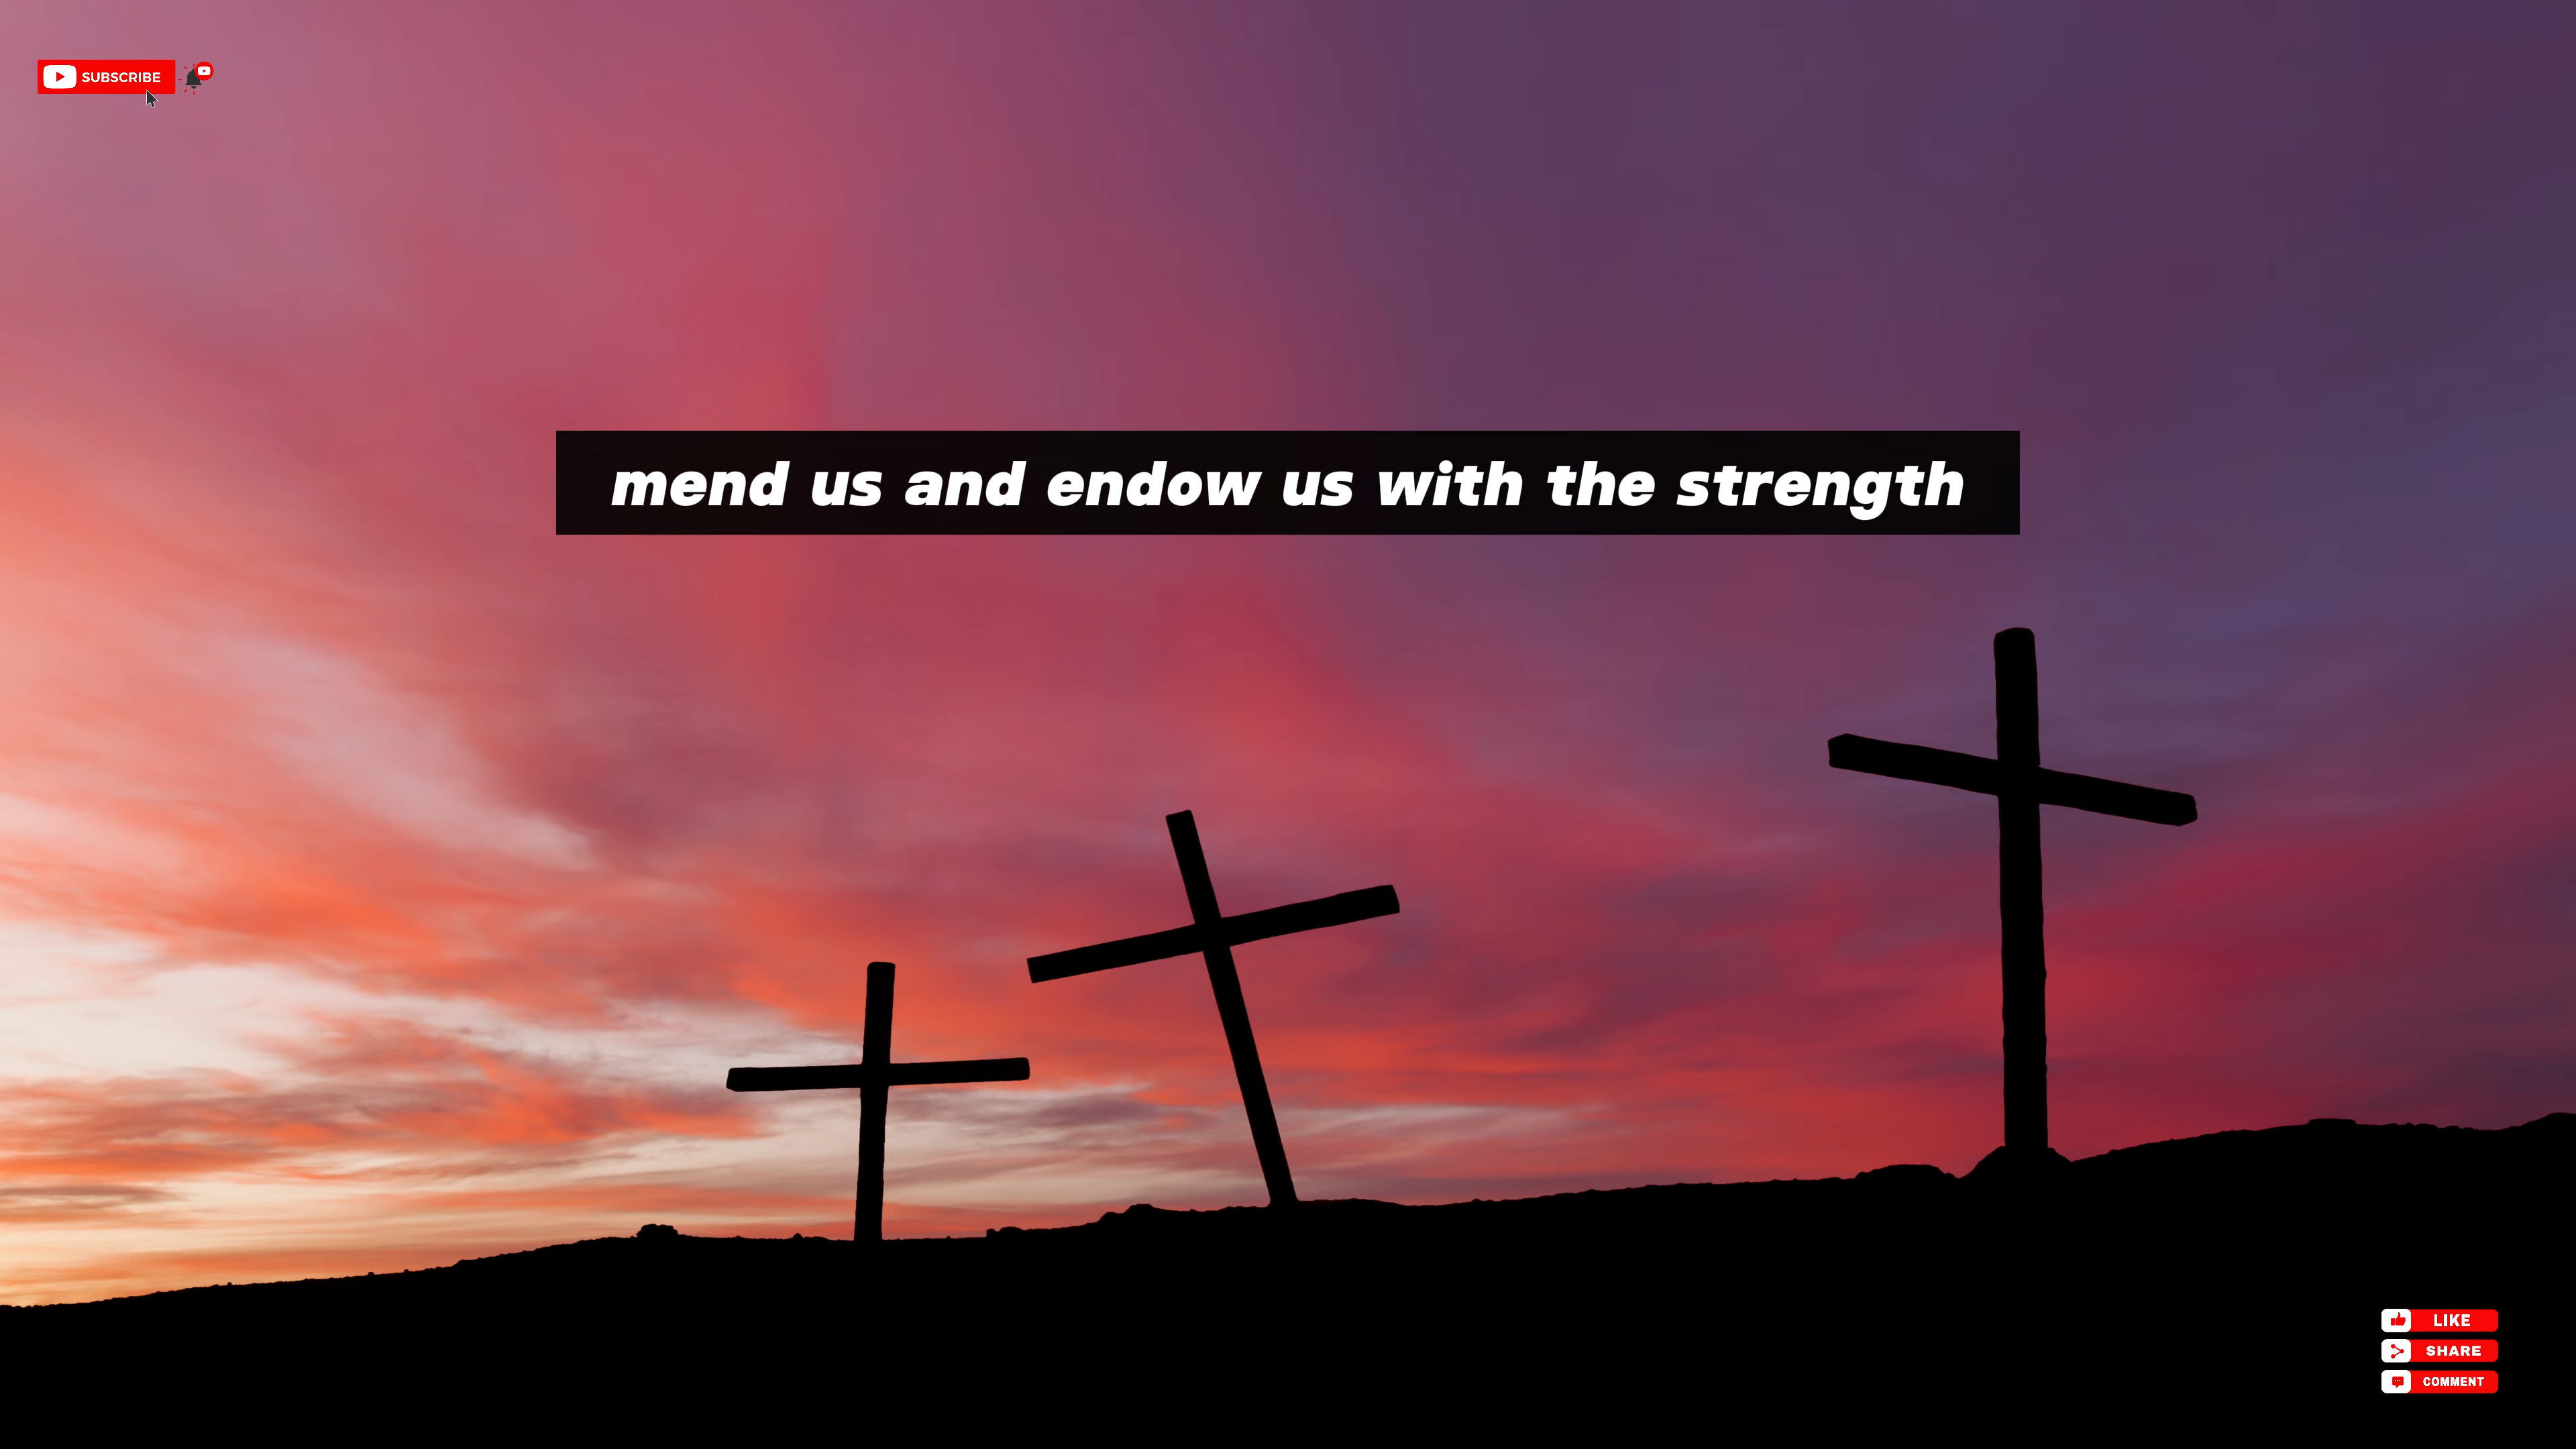 SUBSCRIBE
mend us and endow us with the strength
LIKE
SHARE
COMMENT